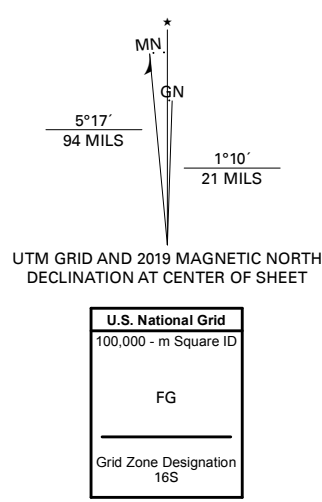 ★
MN
GN
5°17´
94 MILS
1°10´
21 MILS
UTM GRID AND 2019 MAGNETIC NORTH
DECLINATION AT CENTER OF SHEET
U.S. National Grid
100,000 - m Square ID
FG
Grid Zone Designation
16S